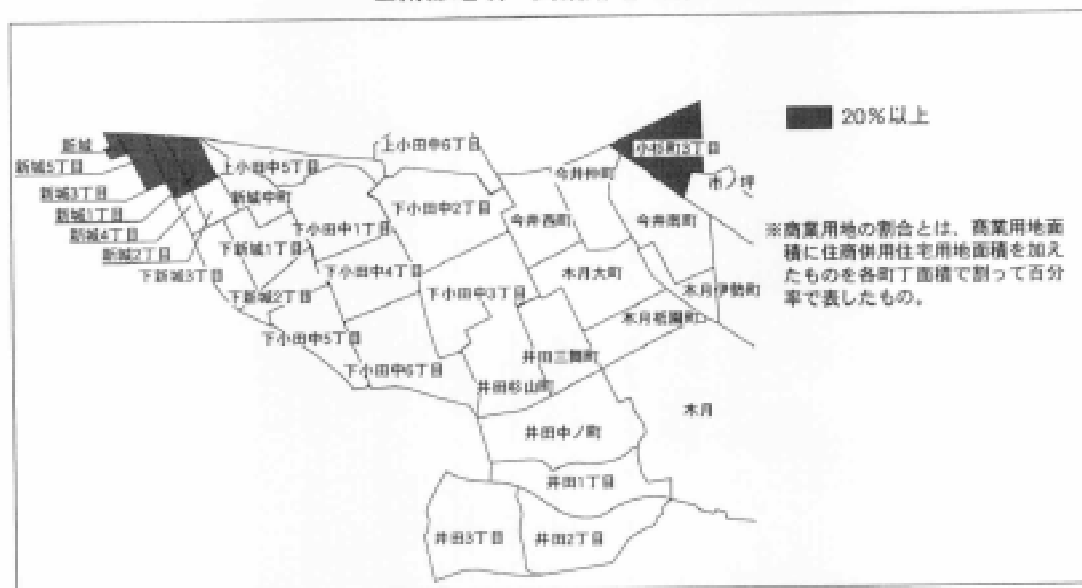 20%以上
新城
上小田中6丁目
小杉町3丁目
新城5丁目
上小田中5丁目
今井仲町
市ノ坪
新城3丁目
新城中町
下小田中2丁目
新城1丁目
今井西町
今井南町
新城4丁目
下小田中1丁目
新城2丁目
下新城1丁目
下新城3丁目
下小田中4丁目
木月大町
下新城2丁目
下小田中3丁目
木月伊勢町
木月祗園町
下小田中5丁目
井田三舞町
下小田中6丁目
井田杉山町
木月
井田中ノ町
井田1丁目
井田3丁目
井田2丁目
※商業用地の割合とは、商業用地面
積に住商併用住宅用地面積を加え
たものを各町丁面積で割って百分
率で表したもの。